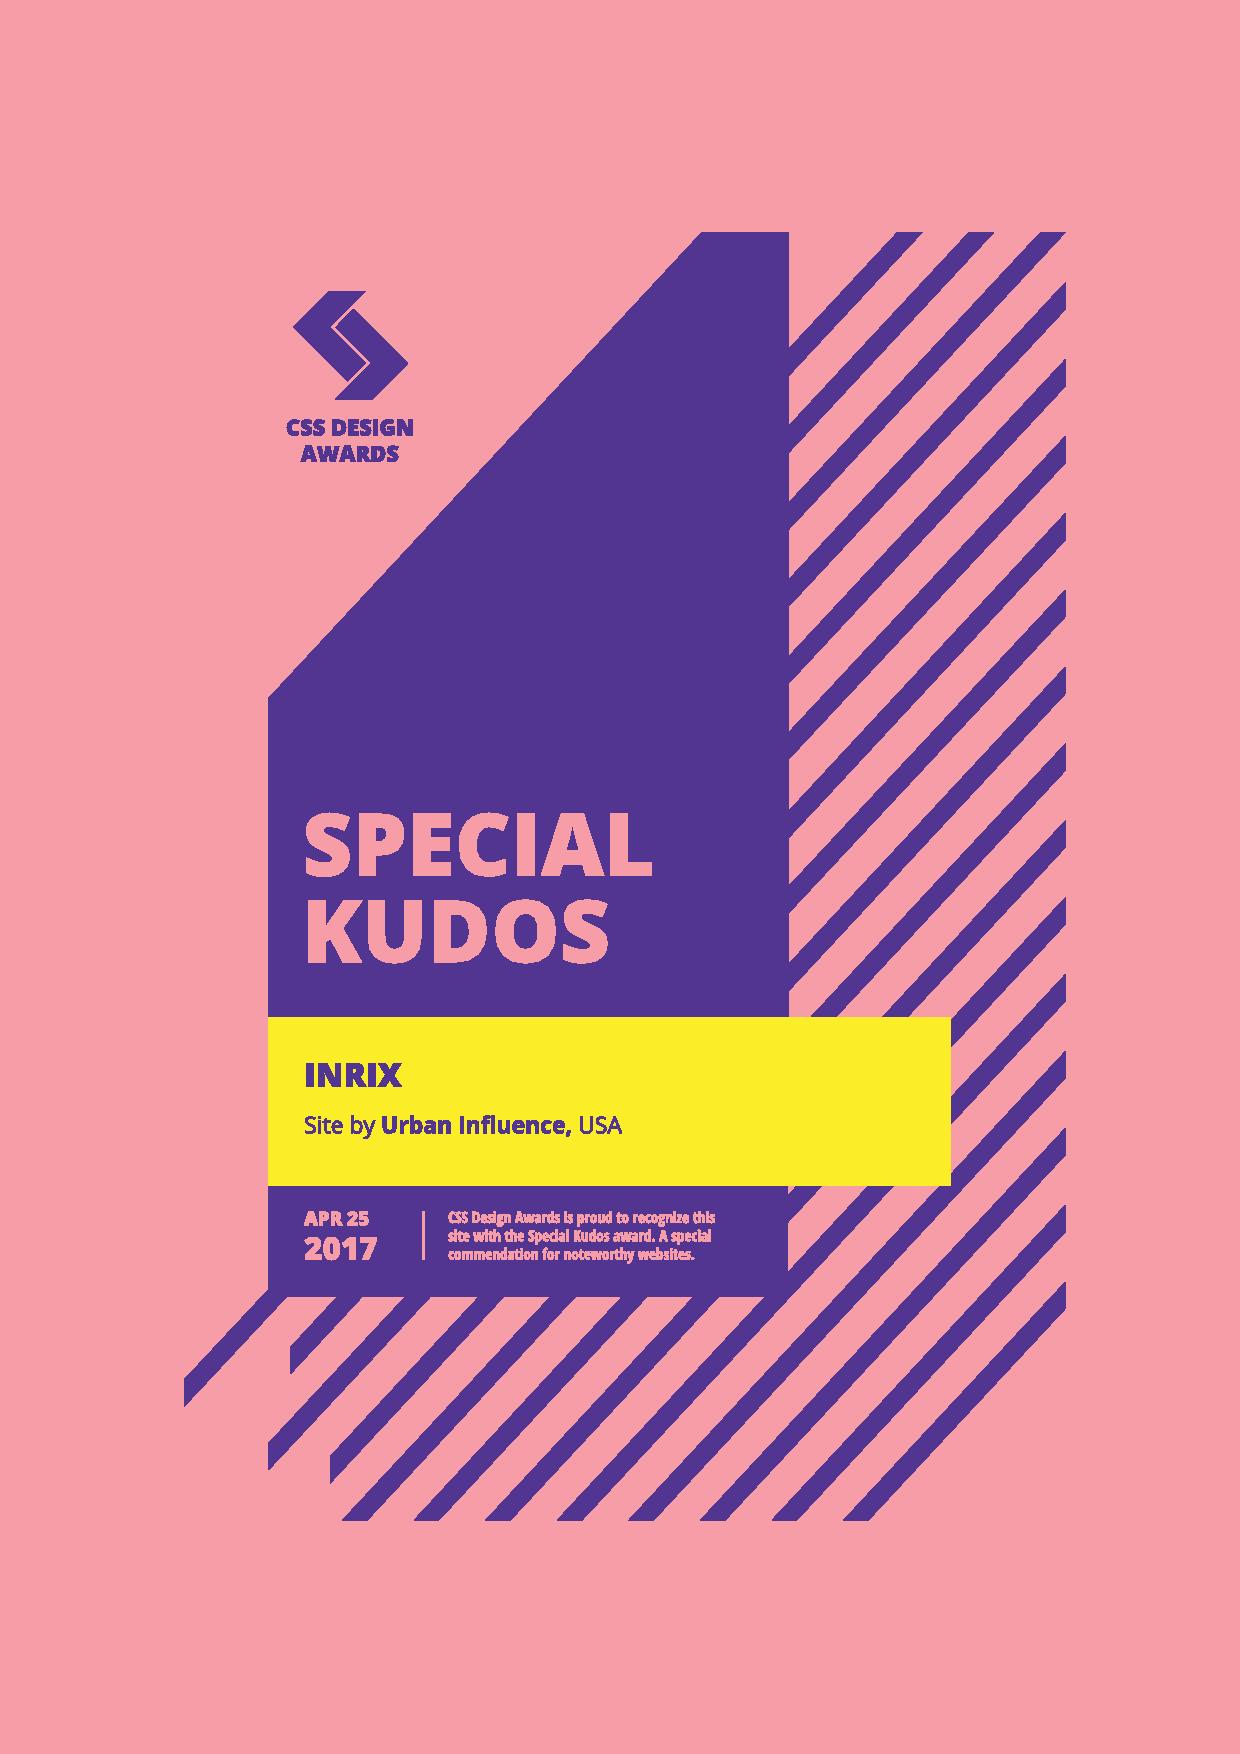 CSS DESIGN
AWARDS
SPECIAL
KUDOS
INRIX
Site by Urban Influence, USA
APR 25
2017
CSS Design Awards is proud to recognize this
site with the Special Kudos award. A special
commendation for noteworthy websites.